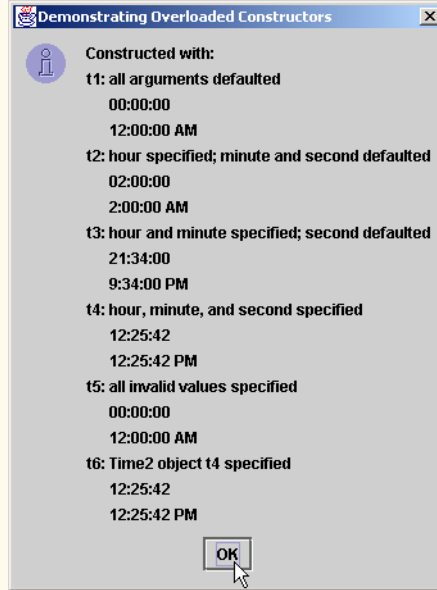 Demonstrating Overloaded Constructors
Constructed with:
t1: all arguments defaulted
00:00:00
12:00:00 AM
t2: hour specified; minute and second defaulted
02:00:00
2:00:00 AM
t3: hour and minute specified; second defaulted
21:34:00
9:34:00 PM
t4: hour, minute, and second specified
12:25:42
12:25:42 PM
t5: all invalid values specified
00:00:00
12:00:00 AM
t6: Time2 object t4 specified
12:25:42
12:25:42 PM
OK